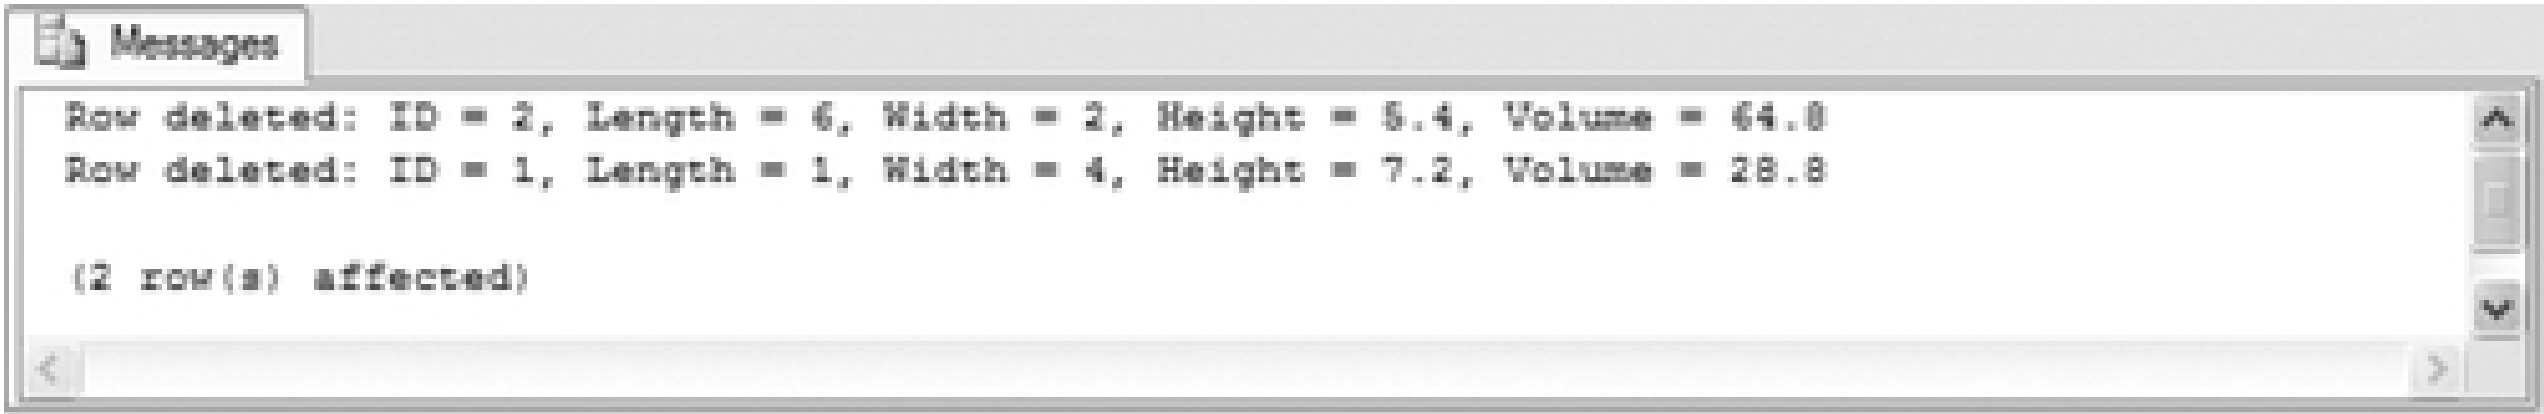 Messages
Row deleted: ID = 2, Length = 6, Width = 2, Height = 5.4, Volume = 64.8
Row deleted: ID = 1, Length = 1, Width = 4, Height = 7.2, Volume = 28.8
(2 row(s) affected)